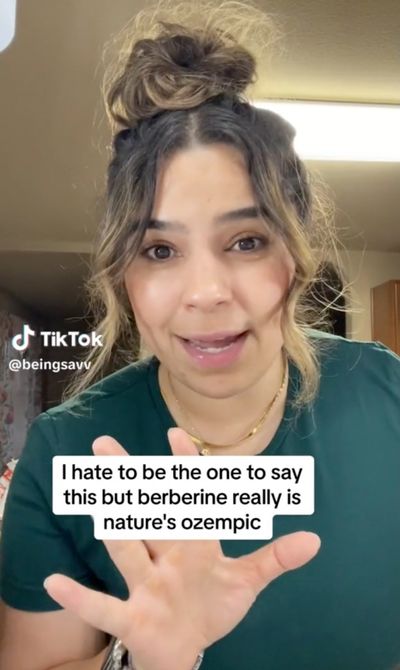 TikTok
@beingsavv
I hate to be the one to say
this but berberine really is
nature's ozempic